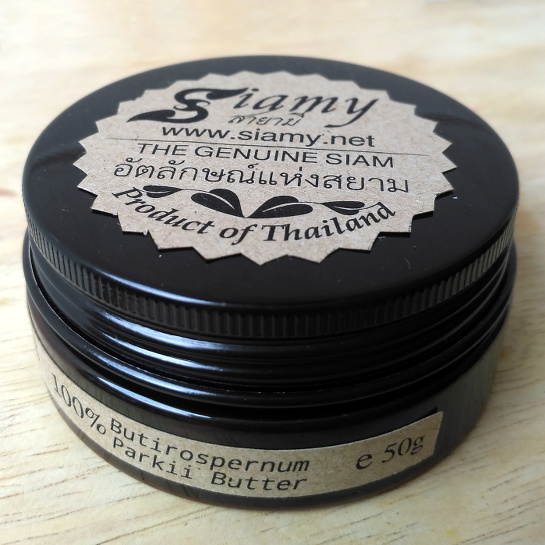 Siamy
สายามี
www.siamy.net
THE GENUINE SIAM
อัตลักษณ์แห่งสยาม
Product of Thailand
100% Butirospernum
Parkii Butter
e 50g